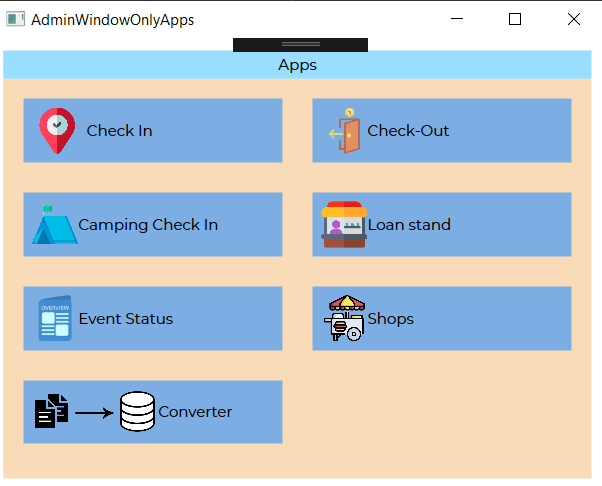 AdminWindowOnlyApps
Apps
Check In
Check-Out
Camping Check In
Loan stand
OVERVIEW
Event Status
Shops
Converter